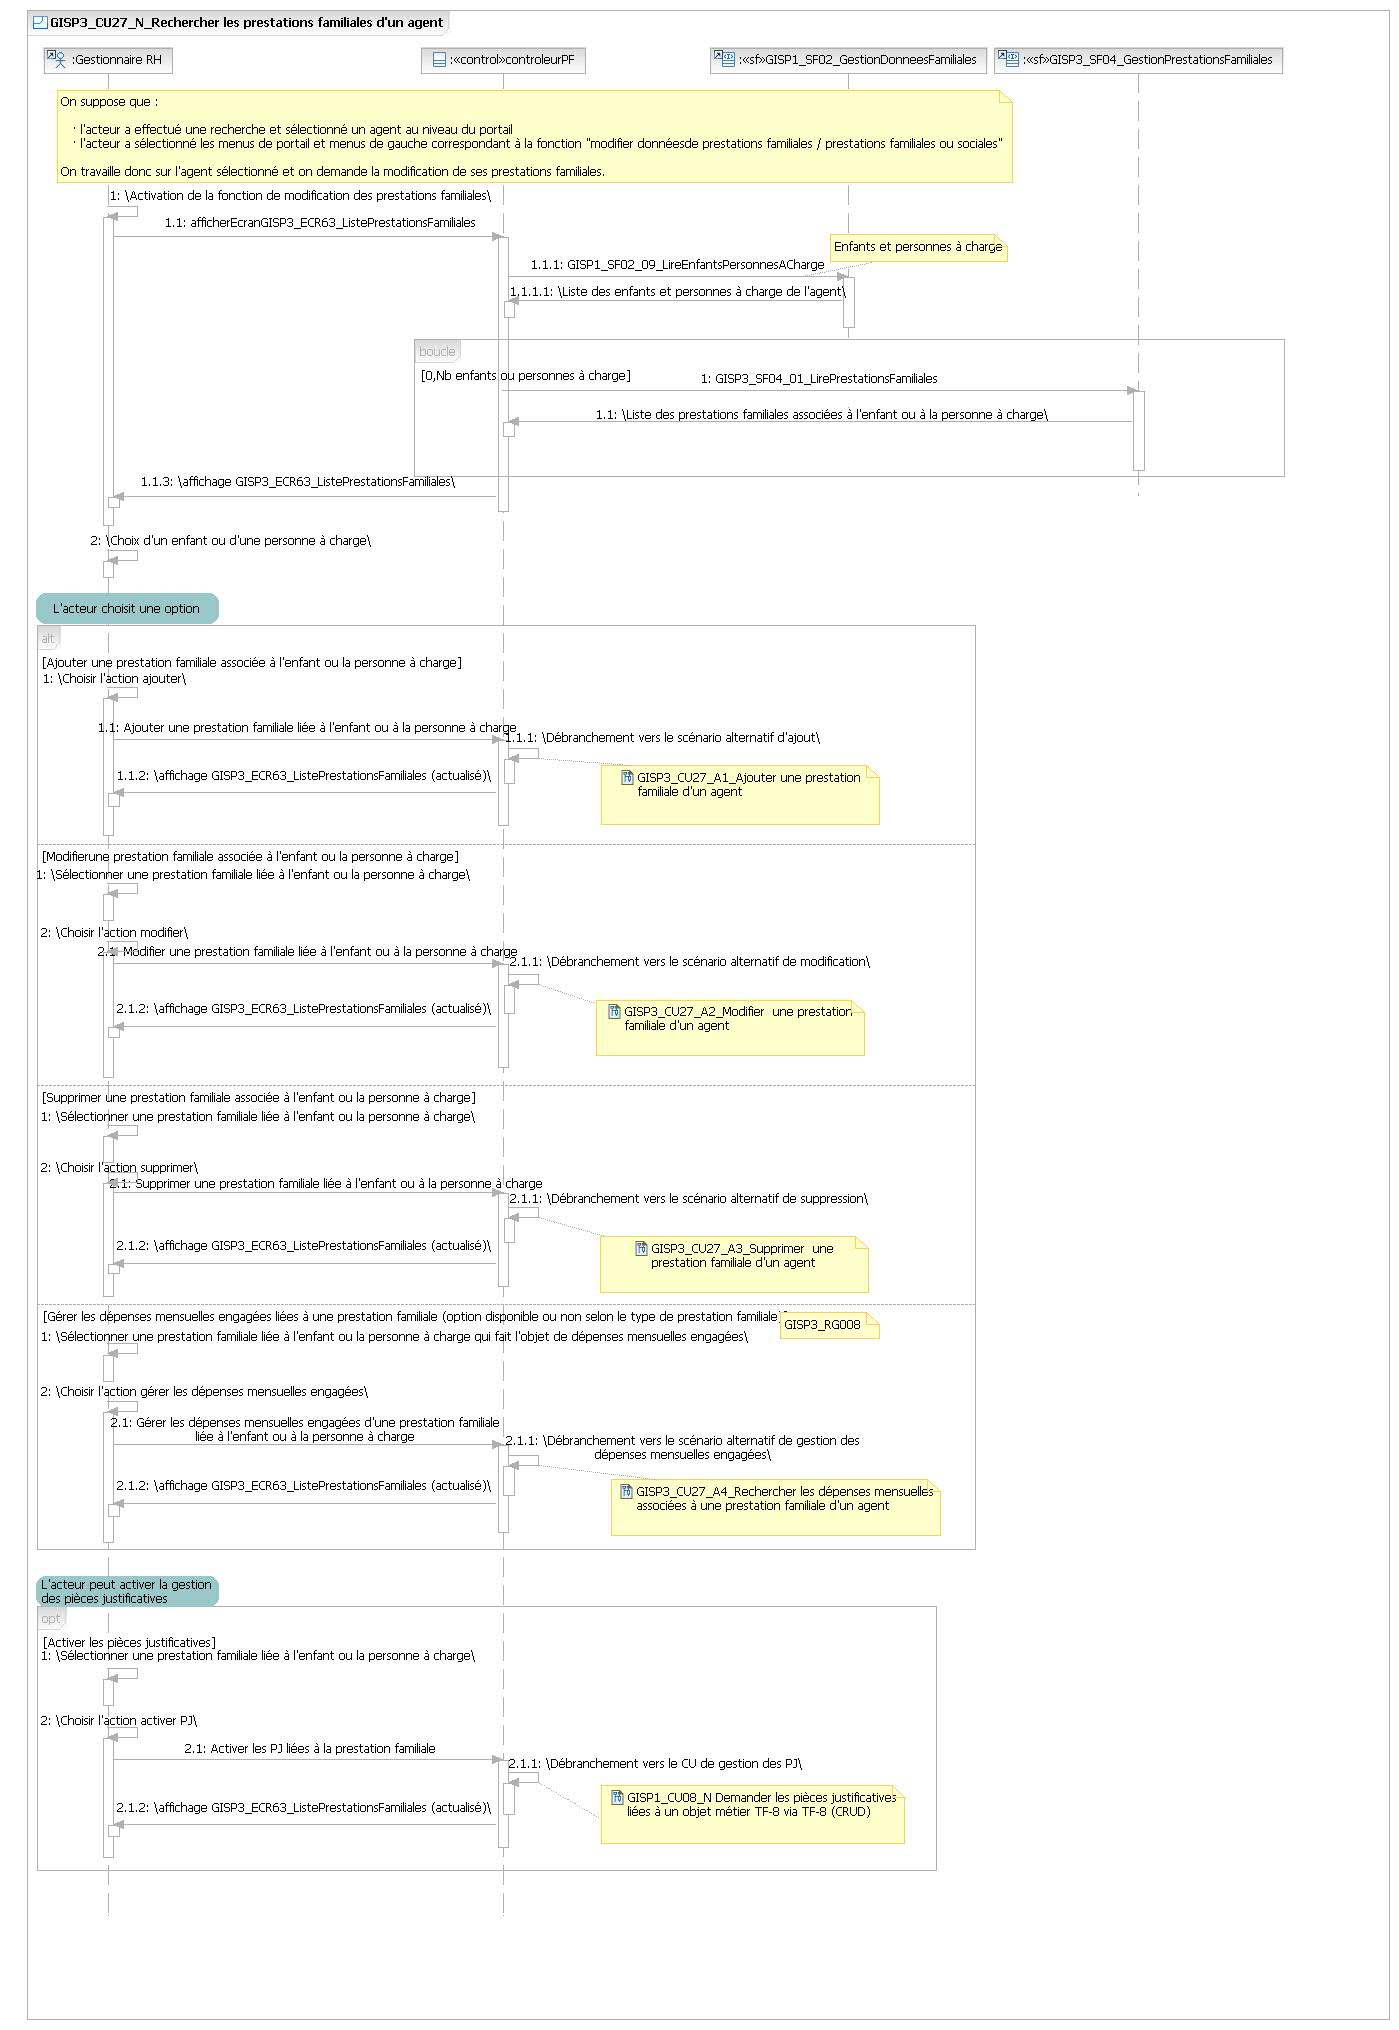 GISP3_CU27_N_Rechercher les prestations familiales d'un agent
:Gestionnaire RH
:«control»controleurPF
:«sf»GISP1_SF02_GestionDonneesFamiliales
:«sf»GISP3_SF04_GestionPrestationsFamiliales
On suppose que :
· l'acteur a effectué une recherche et sélectionné un agent au niveau du portail
· l'acteur a sélectionné les menus de portail et menus de gauche correspondant à la fonction "modifier donnéesde prestations familiales / prestations familiales ou sociales"
On travaille donc sur l'agent sélectionné et on demande la modification de ses prestations familiales.
1: \Activation de la fonction de modification des prestations familiales\
1.1: afficherEcranGISP3_ECR63_ListePrestationsFamiliales
Enfants et personnes à charge
1.1.1: GISP1_SF02_09_LireEnfantsPersonnesACharge
1.1.1.1: \Liste des enfants et personnes à charge de l'agent\
boucle
[0,Nb enfants ou personnes à charge]
1: GISP3_SF04_01_LirePrestationsFamiliales
1.1: \Liste des prestations familiales associées à l'enfant ou à la personne à charge\
1.1.3: \affichage GISP3_ECR63_ListePrestationsFamiliales\
2: \Choix d'un enfant ou d'une personne à charge\
L'acteur choisit une option
alt
[Ajouter une prestation familiale associée à l'enfant ou la personne à charge]
1: \Choisir l'action ajouter\
1.1: Ajouter une prestation familiale liée à l'enfant ou à la personne à charge
1.1.1: \Débranchement vers le scénario alternatif d'ajout\
1.1.2: \affichage GISP3_ECR63_ListePrestationsFamiliales (actualisé)\
GISP3_CU27_A1_Ajouter une prestation
familiale d'un agent
[Modifierune prestation familiale associée à l'enfant ou la personne à charge]
1: \Sélectionner une prestation familiale liée à l'enfant ou la personne à charge\
2: \Choisir l'action modifier\
2.1: Modifier une prestation familiale liée à l'enfant ou à la personne à charge
2.1.1: \Débranchement vers le scénario alternatif de modification\
2.1.2: \affichage GISP3_ECR63_ListePrestationsFamiliales (actualisé)\
GISP3_CU27_A2_Modifier  une prestation
familiale d'un agent
[Supprimer une prestation familiale associée à l'enfant ou la personne à charge]
1: \Sélectionner une prestation familiale liée à l'enfant ou la personne à charge\
2: \Choisir l'action supprimer\
2.1: Supprimer une prestation familiale liée à l'enfant ou à la personne à charge
2.1.1: \Débranchement vers le scénario alternatif de suppression\
2.1.2: \affichage GISP3_ECR63_ListePrestationsFamiliales (actualisé)\
GISP3_CU27_A3_Supprimer  une
prestation familiale d'un agent
[Gérer les dépenses mensuelles engagées liées à une prestation familiale (option disponible ou non selon le type de prestation familiale)]
GISP3_RG008
1: \Sélectionner une prestation familiale liée à l'enfant ou la personne à charge qui fait l'objet de dépenses mensuelles engagées\
2: \Choisir l'action gérer les dépenses mensuelles engagées\
2.1: Gérer les dépenses mensuelles engagées d'une prestation familiale
liée à l'enfant ou à la personne à charge
2.1.1: \Débranchement vers le scénario alternatif de gestion des
dépenses mensuelles engagées\
2.1.2: \affichage GISP3_ECR63_ListePrestationsFamiliales (actualisé)\
GISP3_CU27_A4_Rechercher les dépenses mensuelles
associées à une prestation familiale d'un agent
L'acteur peut activer la gestion
des pièces justificatives
opt
[Activer les pièces justificatives]
1: \Sélectionner une prestation familiale liée à l'enfant ou la personne à charge\
2: \Choisir l'action activer PJ\
2.1: Activer les PJ liées à la prestation familiale
2.1.1: \Débranchement vers le CU de gestion des PJ\
2.1.2: \affichage GISP3_ECR63_ListePrestationsFamiliales (actualisé)\
GISP1_CU08_N Demander les pièces justificatives
liées à un objet métier TF-8 via TF-8 (CRUD)